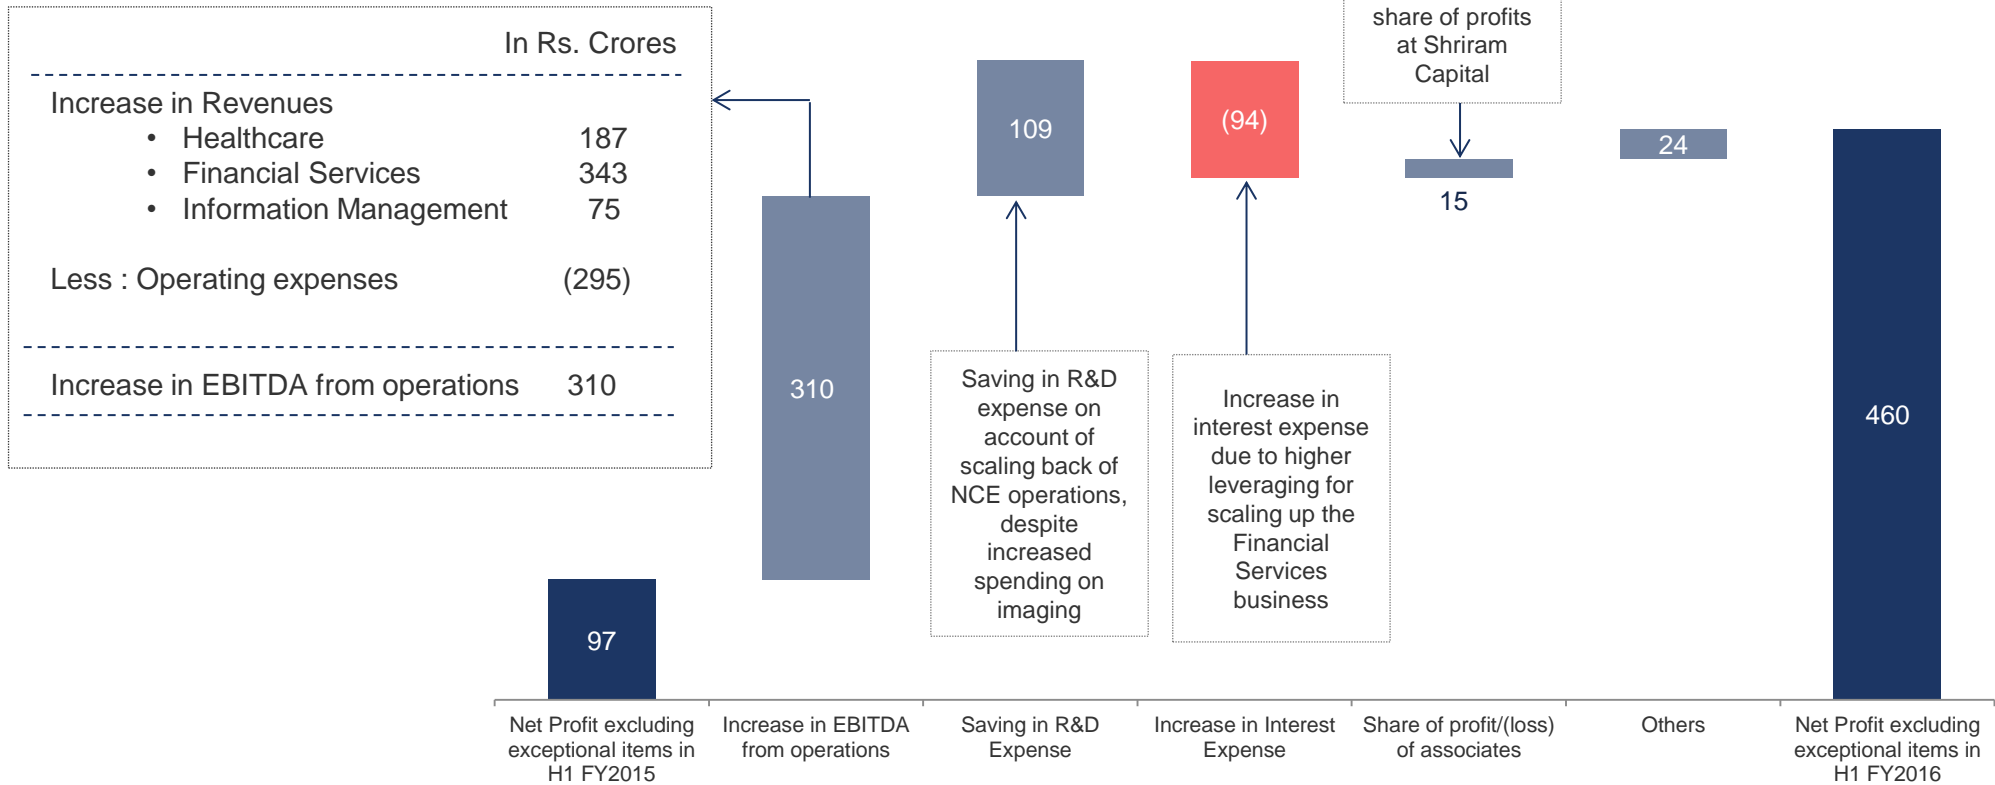 In Rs. Crores
Increase in Revenues
• Healthcare 187
• Financial Services 343
• Information Management 75
Less : Operating expenses (295)
Increase in EBITDA from operations 310
share of profits
at Shriram
Capital
109
(94)
15
24
310
460
97
Saving in R&D
expense on
account of
scaling back of
NCE operations,
despite
increased
spending on
imaging
Increase in
interest expense
due to higher
leveraging for
scaling up the
Financial
Services
business
Net Profit excluding
exceptional items in
H1 FY2015
Increase in EBITDA
from operations
Saving in R&D
Expense
Increase in Interest
Expense
Share of profit/(loss)
of associates
Others
Net Profit excluding
exceptional items in
H1 FY2016